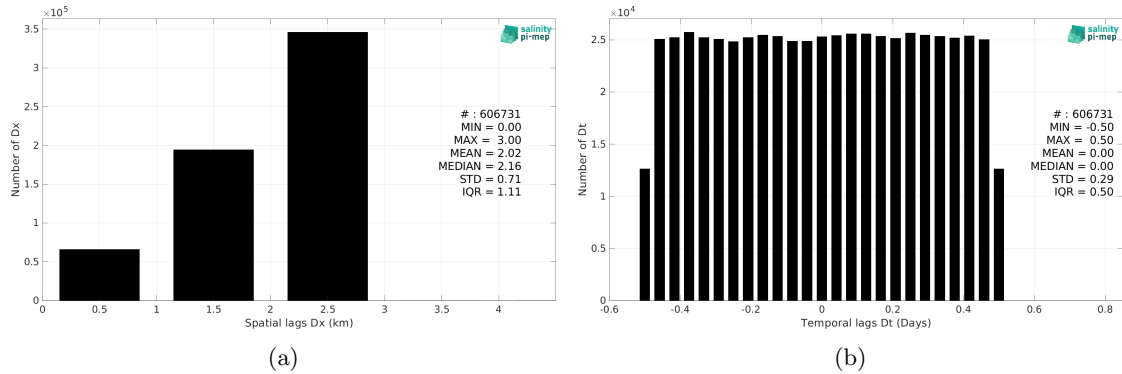 ×10^5
3.5
3
2.5
2
1.5
1
0.5
0
Number of Dx
0 0.5 1 1.5 2 2.5 3 3.5 4
Spatial lags Dx (km)
salinity
pi-mep
# : 606731
MIN = 0.00
MAX = 3.00
MEAN = 2.02
MEDIAN = 2.16
STD = 0.71
IQR = 1.11
(a)
×10^4
2.5
2
1.5
1
0.5
0
Number of Dt
-0.6 -0.4 -0.2 0 0.2 0.4 0.6 0.8
Temporal lags Dt (Days)
salinity
pi-mep
# : 606731
MIN = -0.50
MAX = 0.50
MEAN = 0.00
MEDIAN = 0.00
STD = 0.29
IQR = 0.50
(b)